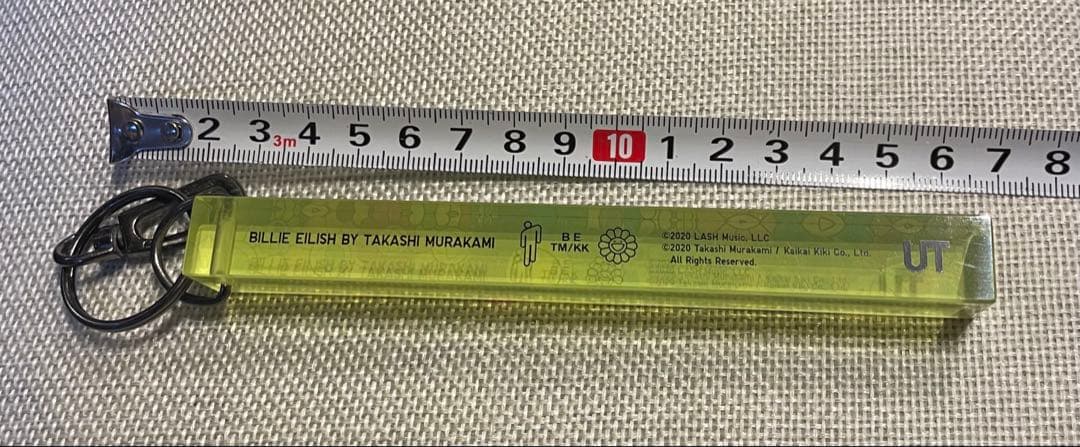 2 3 3m 4 5 6 7 8 9 10 1 2 3 4 5 6 7 8
BILLIE EILISH BY TAKASHI MURAKAMI
BE
TM/KK
©2020 LASH Music, LLC
©2020 Takashi Murakami / Kaikai Kiki Co., Ltd.
All Rights Reserved.
UT